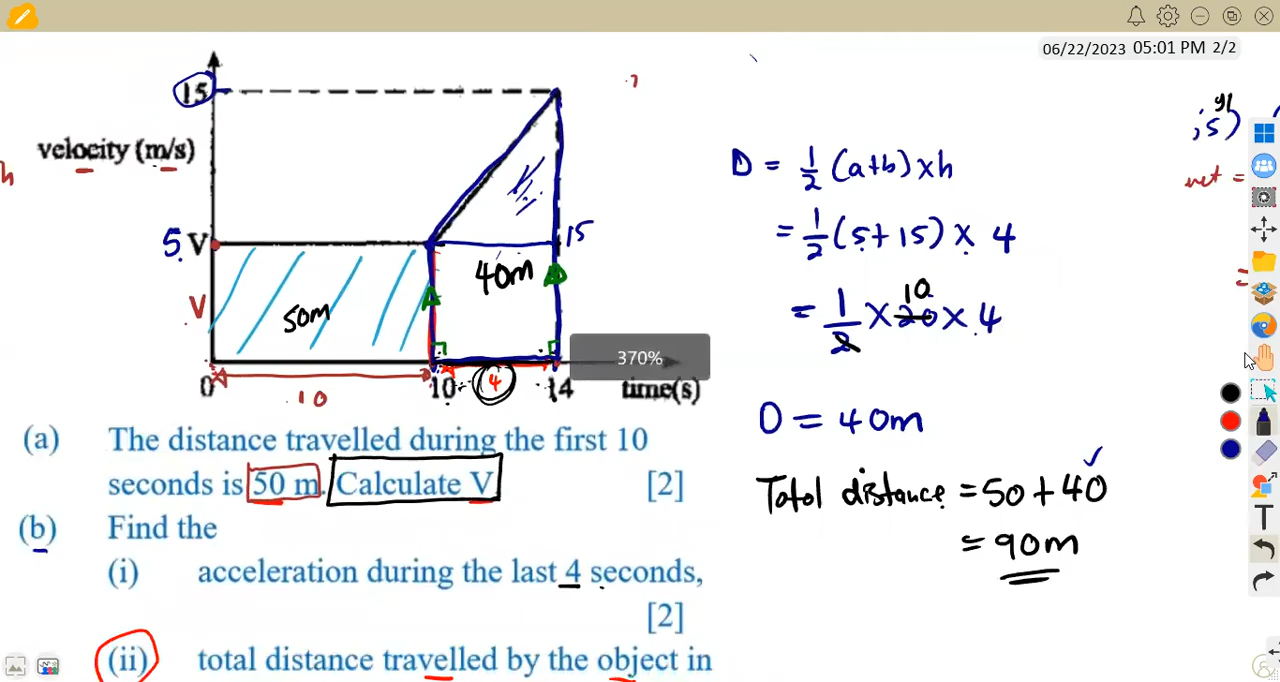 06/22/2023 05:01 PM 2/2
15
velocity (m/s)
h
5 V
15
V
50m
40m
370%
0
10
10
4
14
time(s)
(a) The distance travelled during the first 10
seconds is 50 m. Calculate V [2]
(b) Find the
(i) acceleration during the last 4 seconds,
[2]
(ii) total distance travelled by the object in
D = 1/2 (a+b) x h
= 1/2 (5+15) x 4
= 1/2 x 20 x 4
10
D = 40m
Total distance = 50 + 40
= 90m
y1
;5)
=
T